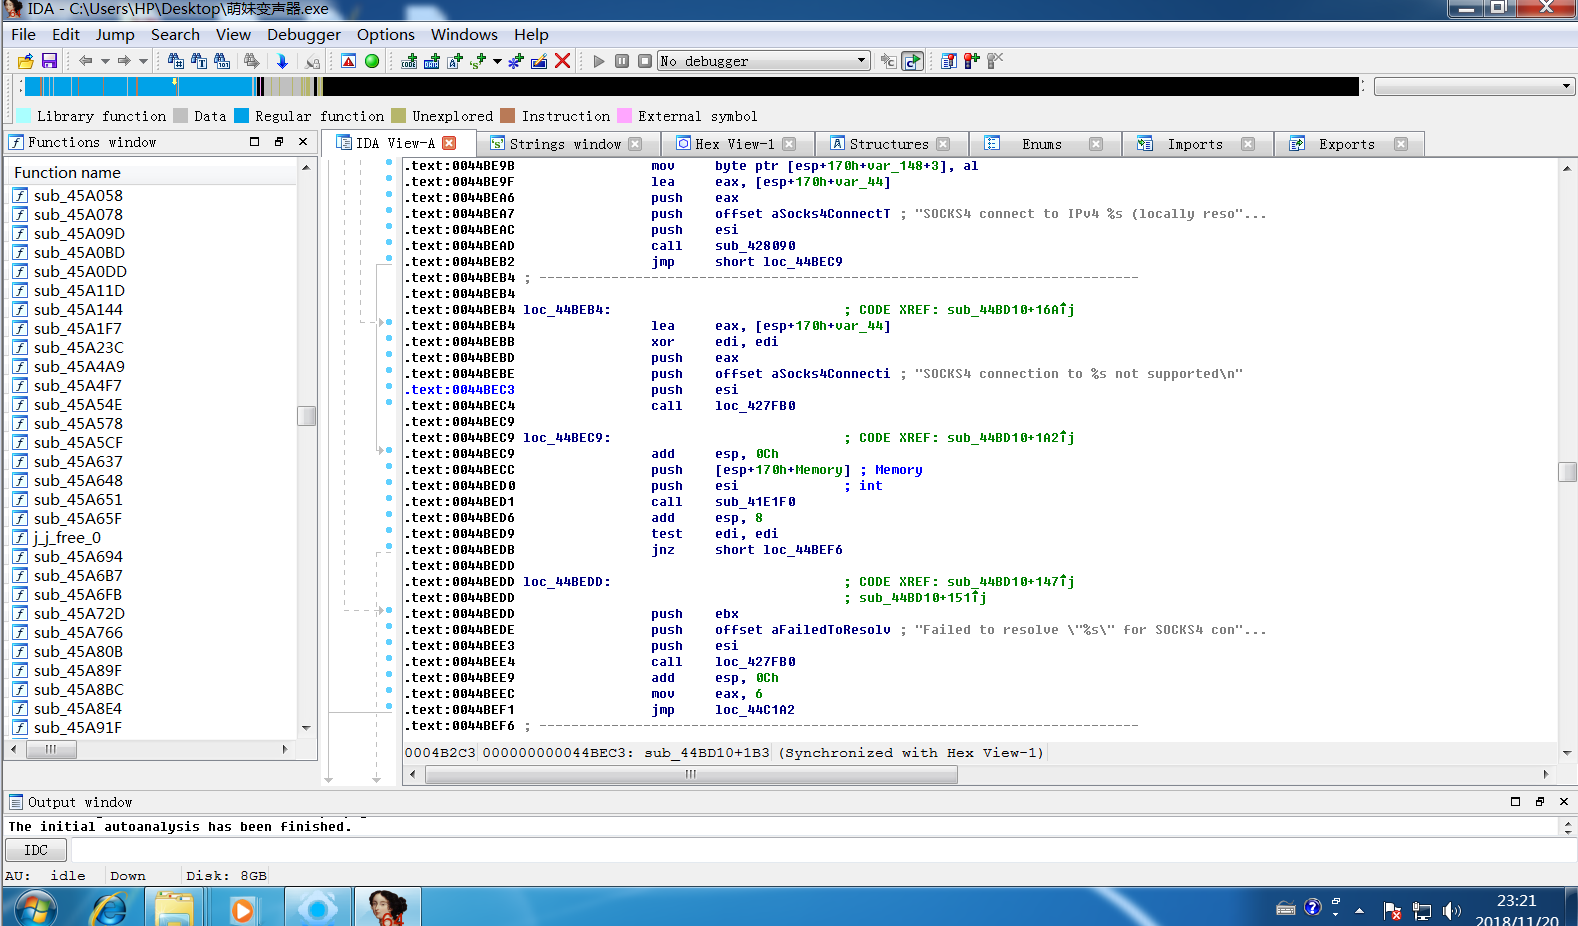 IDA - C:\Users\HP\Desktop\萌妹变声器.exe
File Edit Jump Search View Debugger Options Windows Help
No debugger
Library function Data Regular function Unexplored Instruction External symbol
Functions window
IDA View-A Strings window Hex View-1 Structures Enums Imports Exports
Function name
sub_45A058
sub_45A078
sub_45A09D
sub_45A0BD
sub_45A0DD
sub_45A11D
sub_45A144
sub_45A1F7
sub_45A23C
sub_45A4A9
sub_45A4F7
sub_45A54E
sub_45A578
sub_45A5CF
sub_45A637
sub_45A648
sub_45A651
sub_45A65F
j_j_free_0
sub_45A694
sub_45A6B7
sub_45A6FB
sub_45A72D
sub_45A766
sub_45A80B
sub_45A89F
sub_45A8BC
sub_45A8E4
sub_45A91F
.text:0044BE9B mov byte ptr [esp+170h+var_148+3], al
.text:0044BE9F lea eax, [esp+170h+var_44]
.text:0044BEA6 push eax
.text:0044BEA7 push offset aSocks4ConnectT ; "SOCKS4 connect to IPv4 %s (locally reso"...
.text:0044BEAC push esi
.text:0044BEAD call sub_428090
.text:0044BEB2 jmp short loc_44BEC9
.text:0044BEB4 ; ---------------------------------------------------------------------------
.text:0044BEB4
.text:0044BEB4 loc_44BEB4: ; CODE XREF: sub_44BD10+16A↑j
.text:0044BEB4 lea eax, [esp+170h+var_44]
.text:0044BEBB xor edi, edi
.text:0044BEBD push eax
.text:0044BEBE push offset aSocks4Connecti ; "SOCKS4 connection to %s not supported\n"
.text:0044BEC3 push esi
.text:0044BEC4 call loc_427FB0
.text:0044BEC9
.text:0044BEC9 loc_44BEC9: ; CODE XREF: sub_44BD10+1A2↑j
.text:0044BEC9 add esp, 0Ch
.text:0044BECC push [esp+170h+Memory] ; Memory
.text:0044BED0 push esi ; int
.text:0044BED1 call sub_41E1F0
.text:0044BED6 add esp, 8
.text:0044BED9 test edi, edi
.text:0044BEDB jnz short loc_44BEF6
.text:0044BEDD
.text:0044BEDD loc_44BEDD: ; CODE XREF: sub_44BD10+147↑j
.text:0044BEDD ; sub_44BD10+151↑j
.text:0044BEDD push ebx
.text:0044BEDE push offset aFailedToResolv ; "Failed to resolve \"%s\" for SOCKS4 con"...
.text:0044BEE3 push esi
.text:0044BEE4 call loc_427FB0
.text:0044BEE9 add esp, 0Ch
.text:0044BEEC mov eax, 6
.text:0044BEF1 jmp loc_44C1A2
.text:0044BEF6 ; ---------------------------------------------------------------------------
0004B2C3 000000000044BEC3: sub_44BD10+1B3 (Synchronized with Hex View-1)
Output window
The initial autoanalysis has been finished.
IDC
AU: idle Down Disk: 8GB
64
23:21
2018/11/20